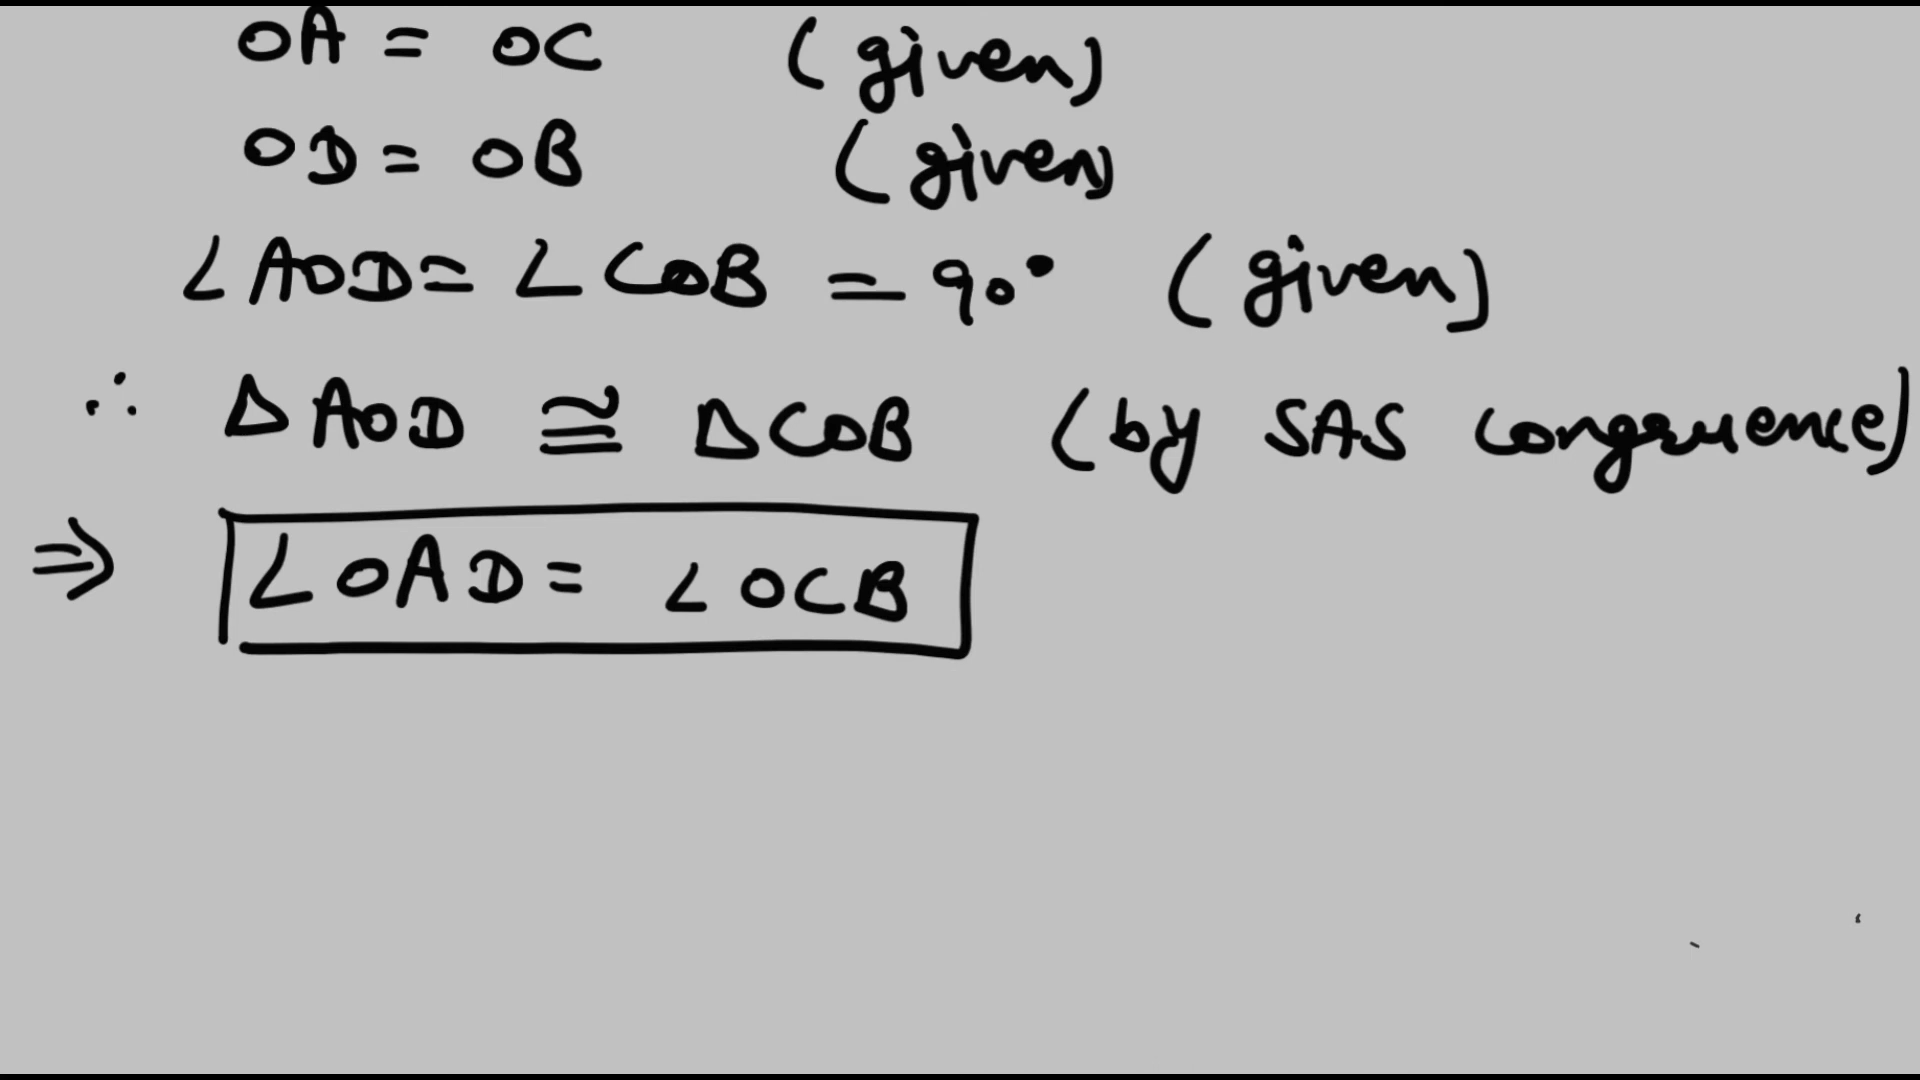 OA = OC (given)
OD = OB (given)
∠AOD = ∠COB = 90° (given)
∴ ΔAOD ≅ ΔCOB (by SAS congruence)
⇒ ∠OAD = ∠OCB